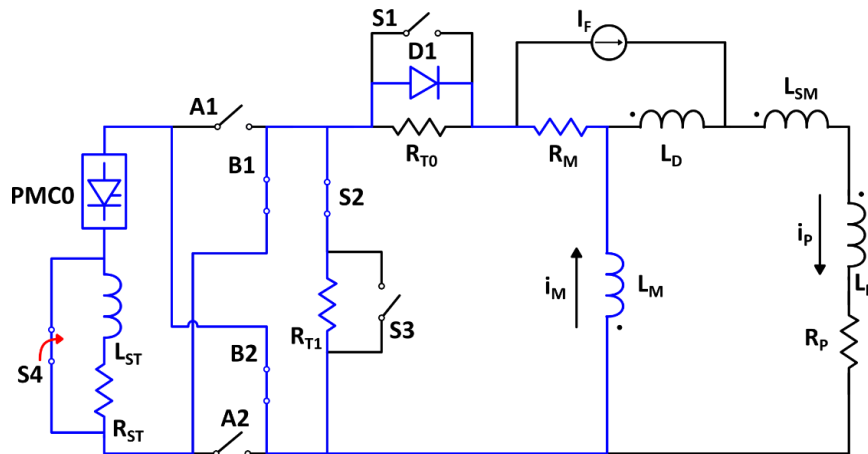 S1
I_F
D1
L_SM
A1
R_T0
R_M
L_D
B1
PMC0
S2
i_P
i_M
L_M
L_ST
R_T1
S3
R_P
S4
B2
R_ST
A2